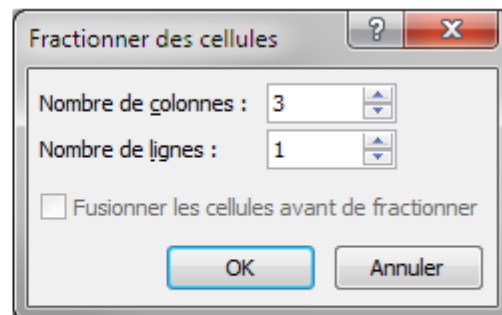 Fractionner des cellules
Nombre de colonnes : 3
Nombre de lignes : 1
Fusionner les cellules avant de fractionner
OK Annuler